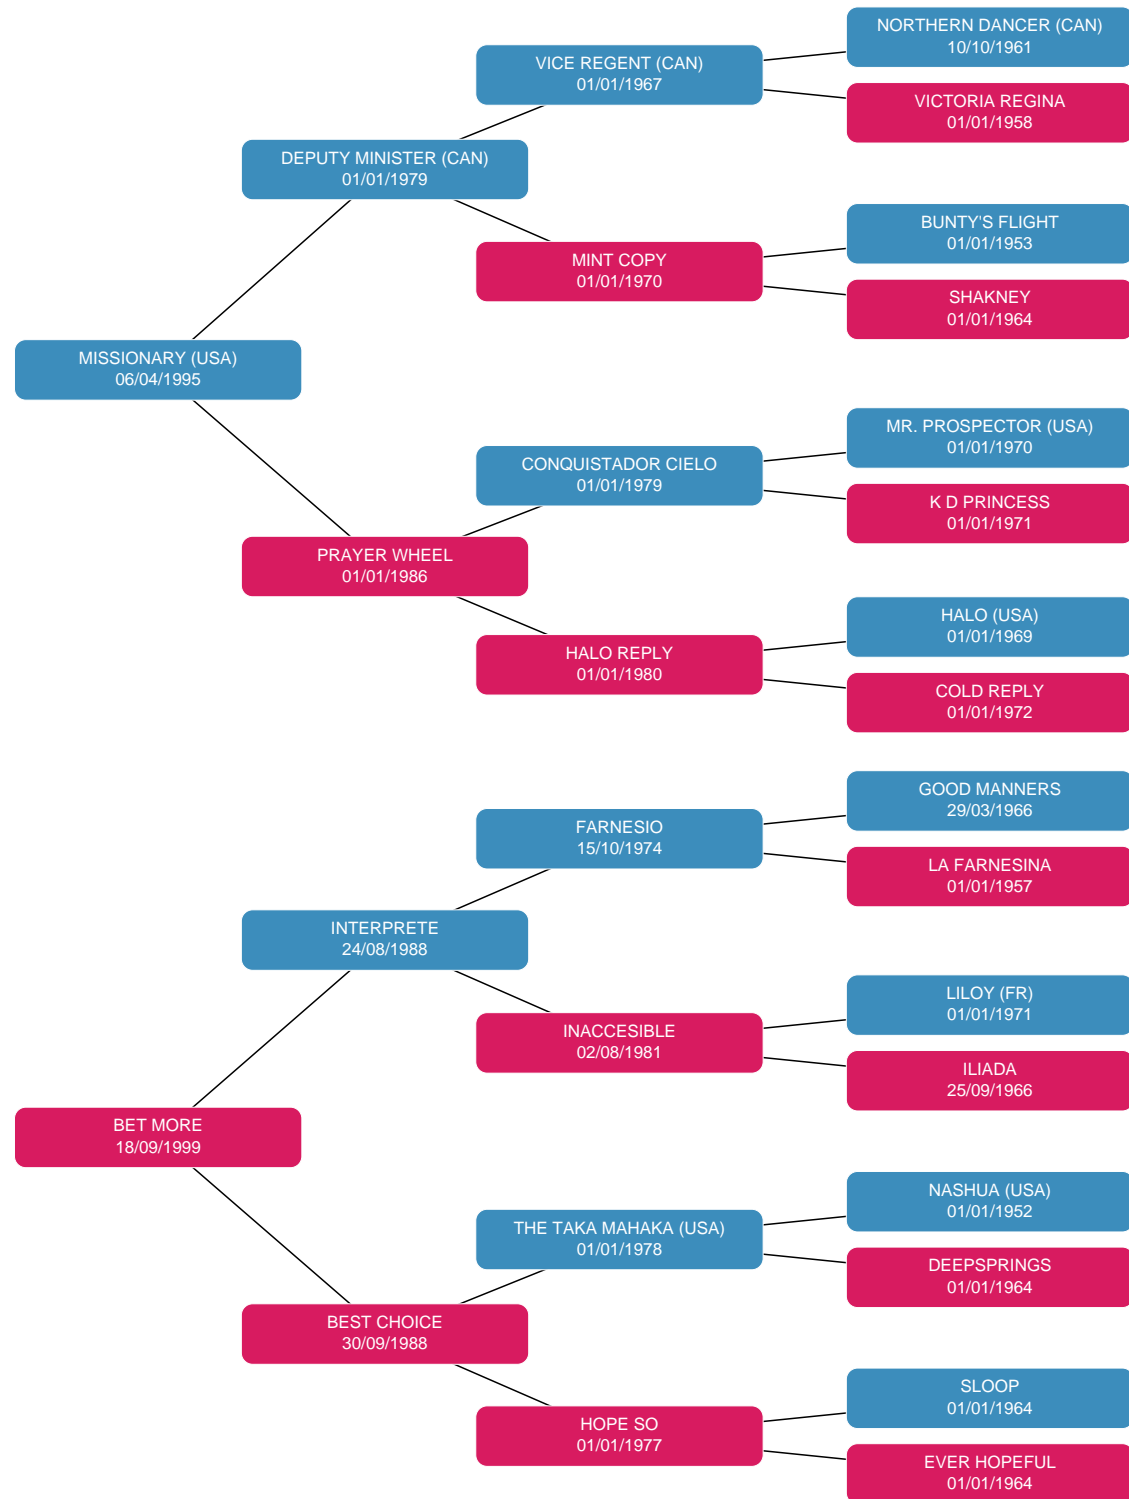 NORTHERN DANCER (CAN)
10/10/1961
VICE REGENT (CAN)
01/01/1967
VICTORIA REGINA
01/01/1958
DEPUTY MINISTER (CAN)
01/01/1979
BUNTY'S FLIGHT
01/01/1953
MINT COPY
01/01/1970
SHAKNEY
01/01/1964
MISSIONARY (USA)
06/04/1995
MR. PROSPECTOR (USA)
01/01/1970
CONQUISTADOR CIELO
01/01/1979
K D PRINCESS
01/01/1971
PRAYER WHEEL
01/01/1986
HALO (USA)
01/01/1969
HALO REPLY
01/01/1980
COLD REPLY
01/01/1972
GOOD MANNERS
29/03/1966
FARNESIO
15/10/1974
LA FARNESINA
01/01/1957
INTERPRETE
24/08/1988
LILOY (FR)
01/01/1971
INACCESIBLE
02/08/1981
ILIADA
25/09/1966
BET MORE
18/09/1999
NASHUA (USA)
01/01/1952
THE TAKA MAHAKA (USA)
01/01/1978
DEEPSPRINGS
01/01/1964
BEST CHOICE
30/09/1988
SLOOP
01/01/1964
HOPE SO
01/01/1977
EVER HOPEFUL
01/01/1964